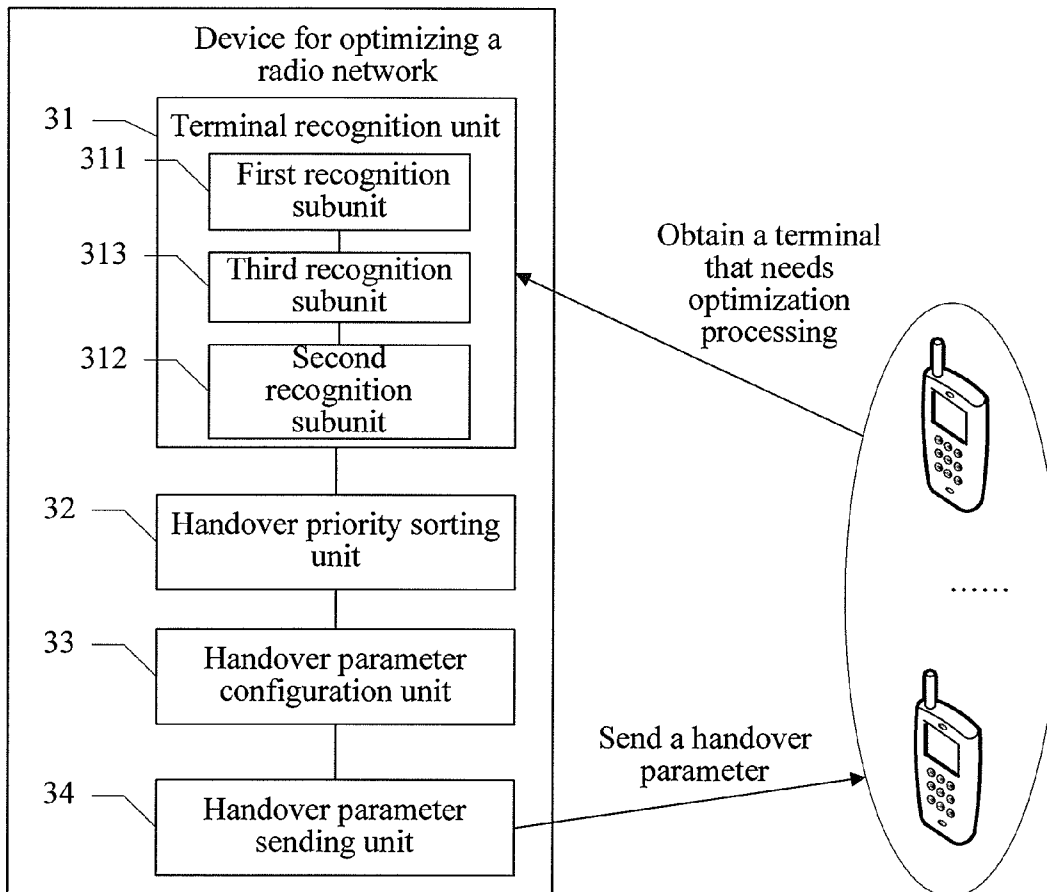 Device for optimizing a
radio network
31
Terminal recognition unit
311
First recognition
subunit
313
Third recognition
subunit
312
Second
recognition
subunit
32
Handover priority sorting
unit
33
Handover parameter
configuration unit
34
Handover parameter
sending unit
Obtain a terminal
that needs
optimization
processing
......
Send a handover
parameter